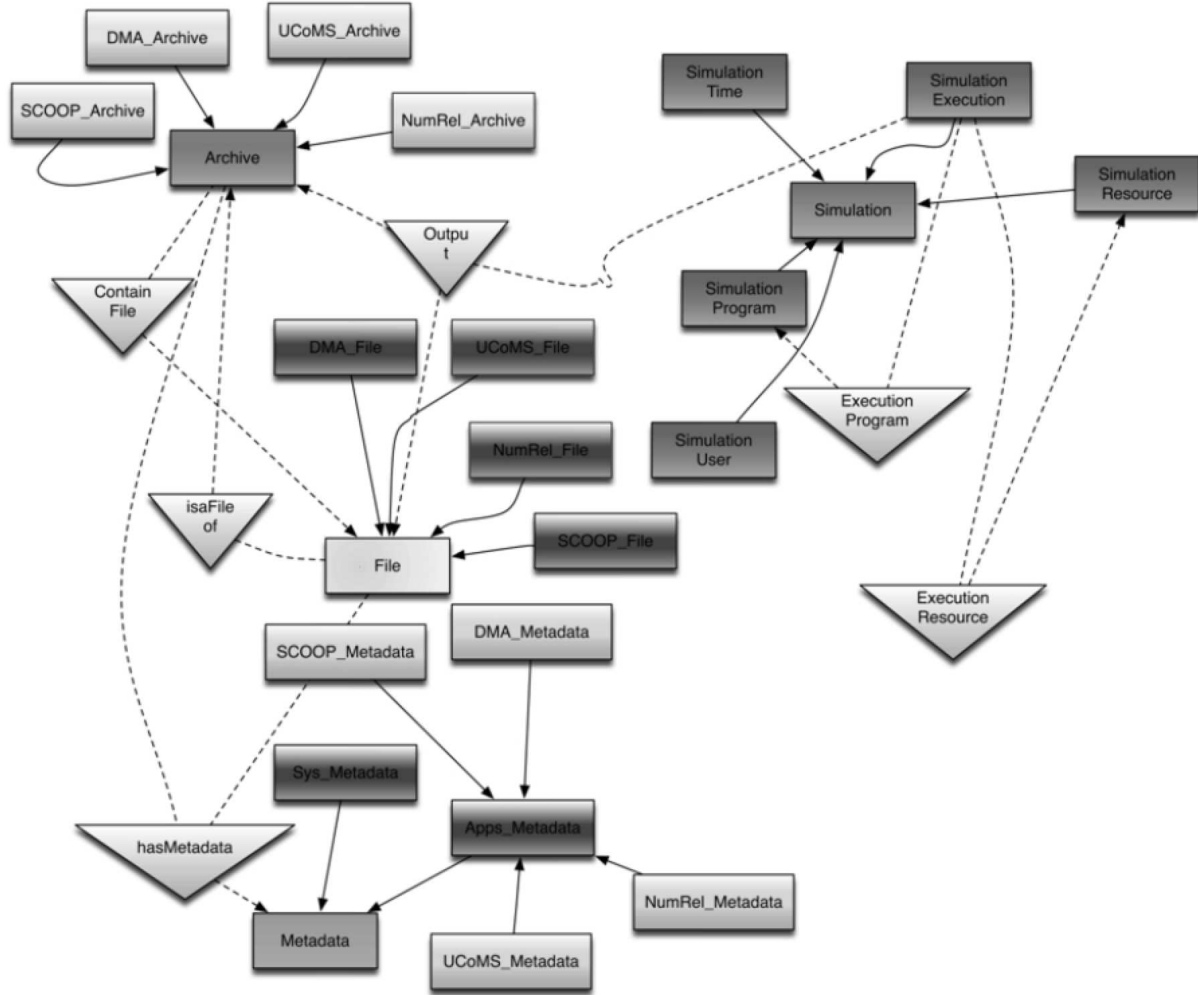 DMA_Archive
UCoMS_Archive
SCOOP_Archive
NumRel_Archive
Archive
Simulation
Time
Simulation
Execution
Simulation
Resource
Simulation
Outpu
t
Contain
File
Simulation
Program
DMA_File
UCoMS_File
Execution
Program
Simulation
User
NumRel_File
isaFile
of
SCOOP_File
File
Execution
Resource
DMA_Metadata
SCOOP_Metadata
Sys_Metadata
Apps_Metadata
hasMetadata
NumRel_Metadata
Metadata
UCoMS_Metadata